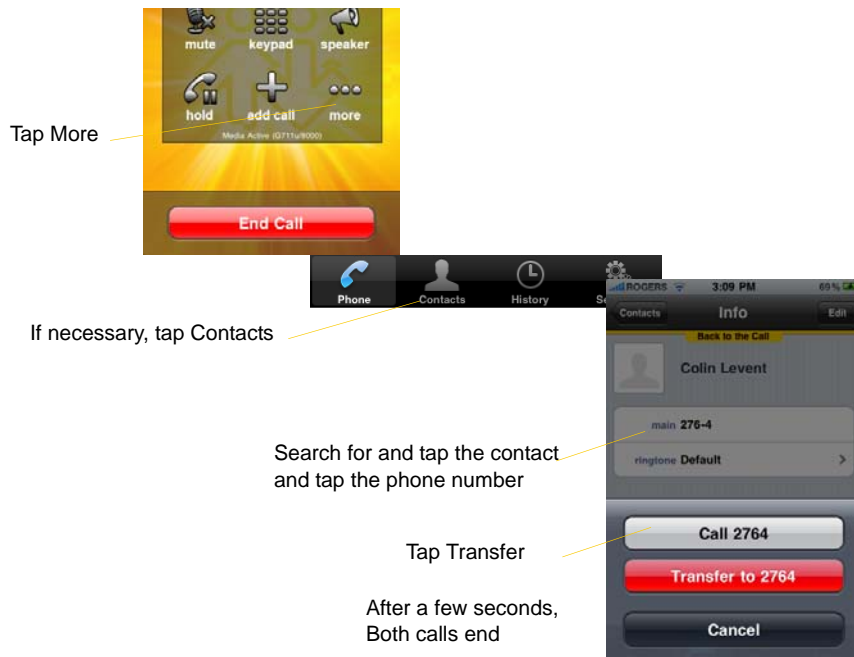 mute keypad speaker
hold add call more
Media Active (G711u/8000)
Tap More
End Call
Phone Contacts History
ROGERS 3:09 PM 69%
If necessary, tap Contacts
Contacts Info Edit
Back to the Call
Colin Levent
main 276-4
ringtone Default
Search for and tap the contact
and tap the phone number
Call 2764
Tap Transfer
Transfer to 2764
After a few seconds,
Both calls end
Cancel